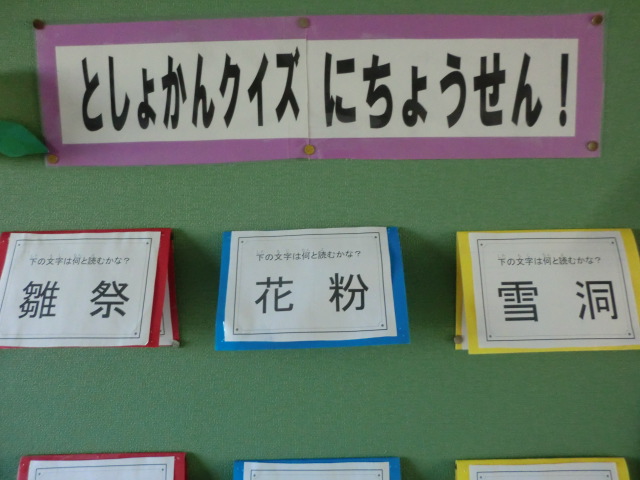 としょかんクイズ にちょうせん！
下の文字は何と読むかな？
雛 祭
下の文字は何と読むかな？
花 粉
下の文字は何と読むかな？
雪 洞